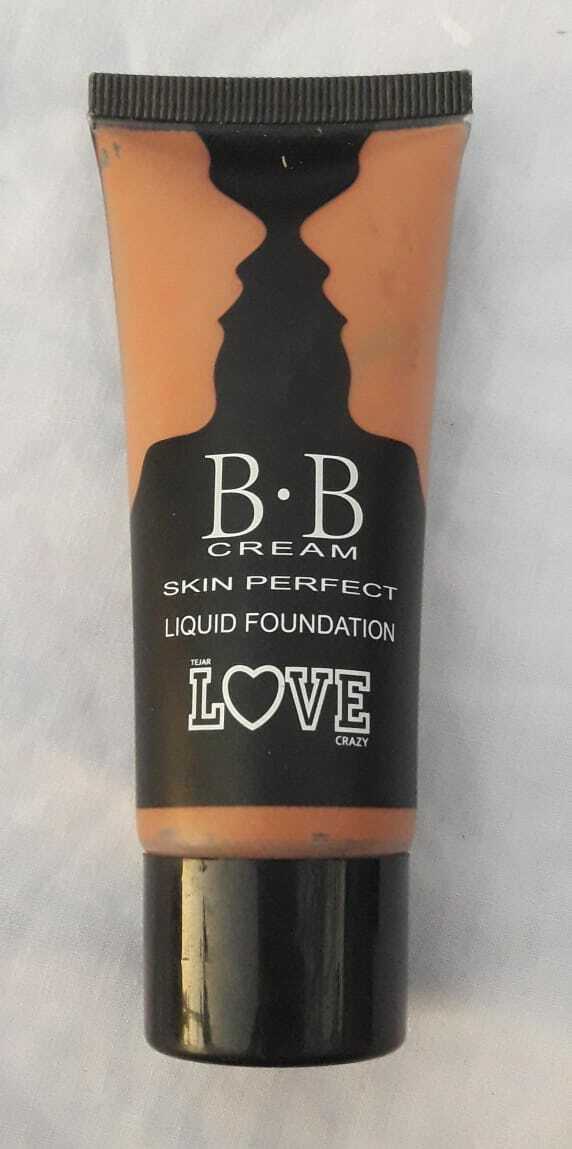 B·B
CREAM
SKIN PERFECT
LIQUID FOUNDATION
TEJAR
LOVE
CRAZY